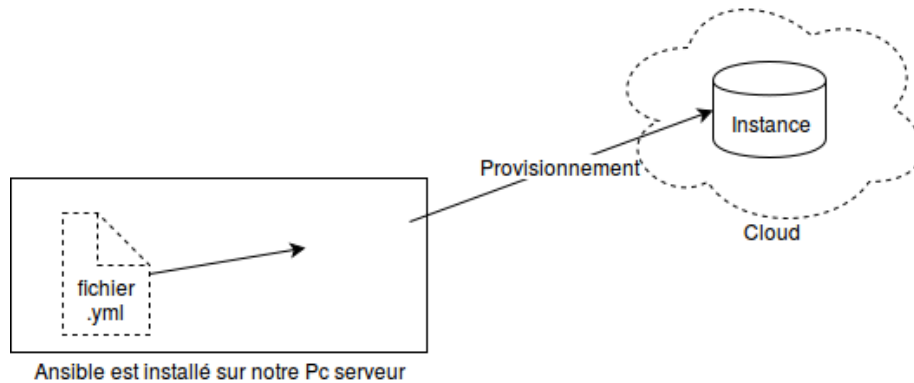 Instance
Provisionnement
Cloud
fichier
.yml
Ansible est installé sur notre Pc serveur